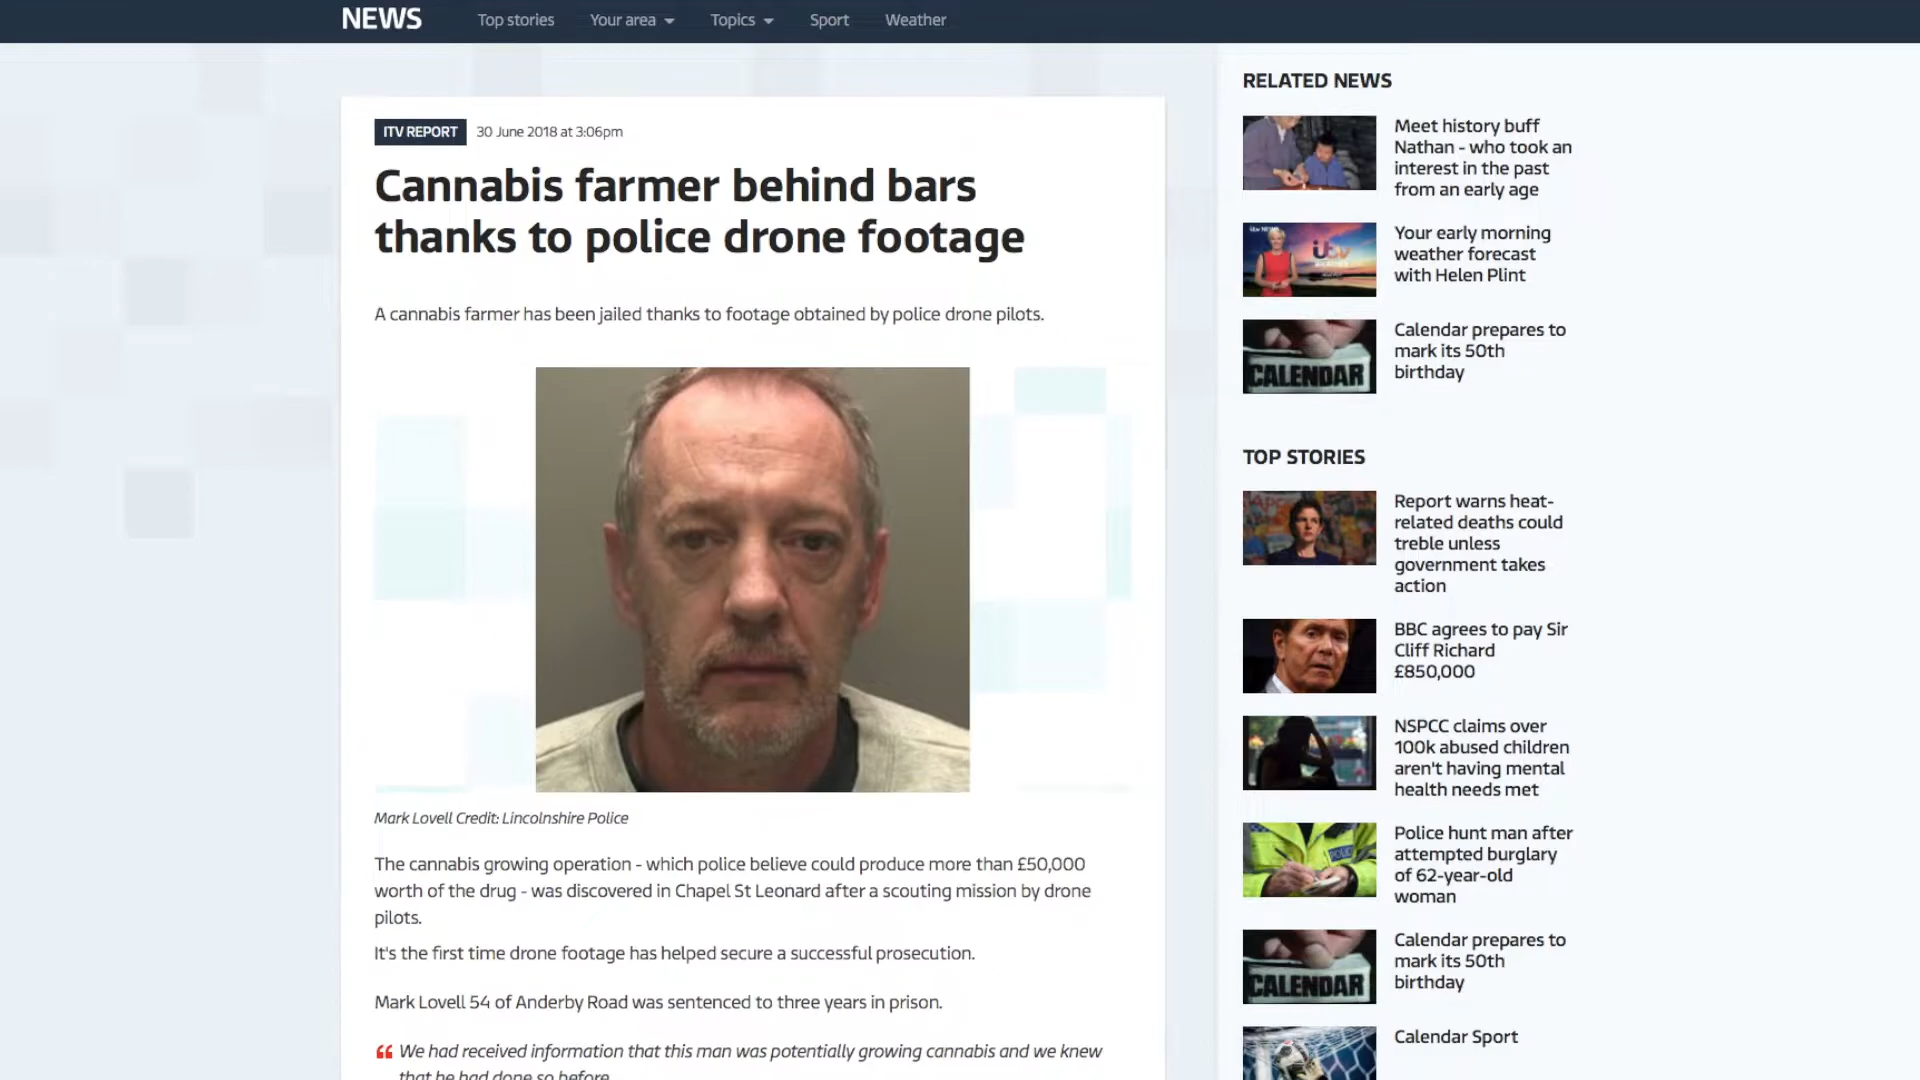 NEWS
Top stories
Your area
Topics
Sport
Weather
ITV REPORT
30 June 2018 at 3:06pm
Cannabis farmer behind bars
thanks to police drone footage
A cannabis farmer has been jailed thanks to footage obtained by police drone pilots.
Mark Lovell Credit: Lincolnshire Police
The cannabis growing operation - which police believe could produce more than £50,000
worth of the drug - was discovered in Chapel St Leonard after a scouting mission by drone
pilots.
It's the first time drone footage has helped secure a successful prosecution.
Mark Lovell 54 of Anderby Road was sentenced to three years in prison.
We had received information that this man was potentially growing cannabis and we knew
that he had done so before
RELATED NEWS
Meet history buff
Nathan - who took an
interest in the past
from an early age
itv NEWS
itv
Your early morning
weather forecast
with Helen Plint
CALENDAR
Calendar prepares to
mark its 50th
birthday
TOP STORIES
Report warns heat-
related deaths could
treble unless
government takes
action
BBC agrees to pay Sir
Cliff Richard
£850,000
NSPCC claims over
100k abused children
aren't having mental
health needs met
POLICE
Police hunt man after
attempted burglary
of 62-year-old
woman
CALENDAR
Calendar prepares to
mark its 50th
birthday
Calendar Sport